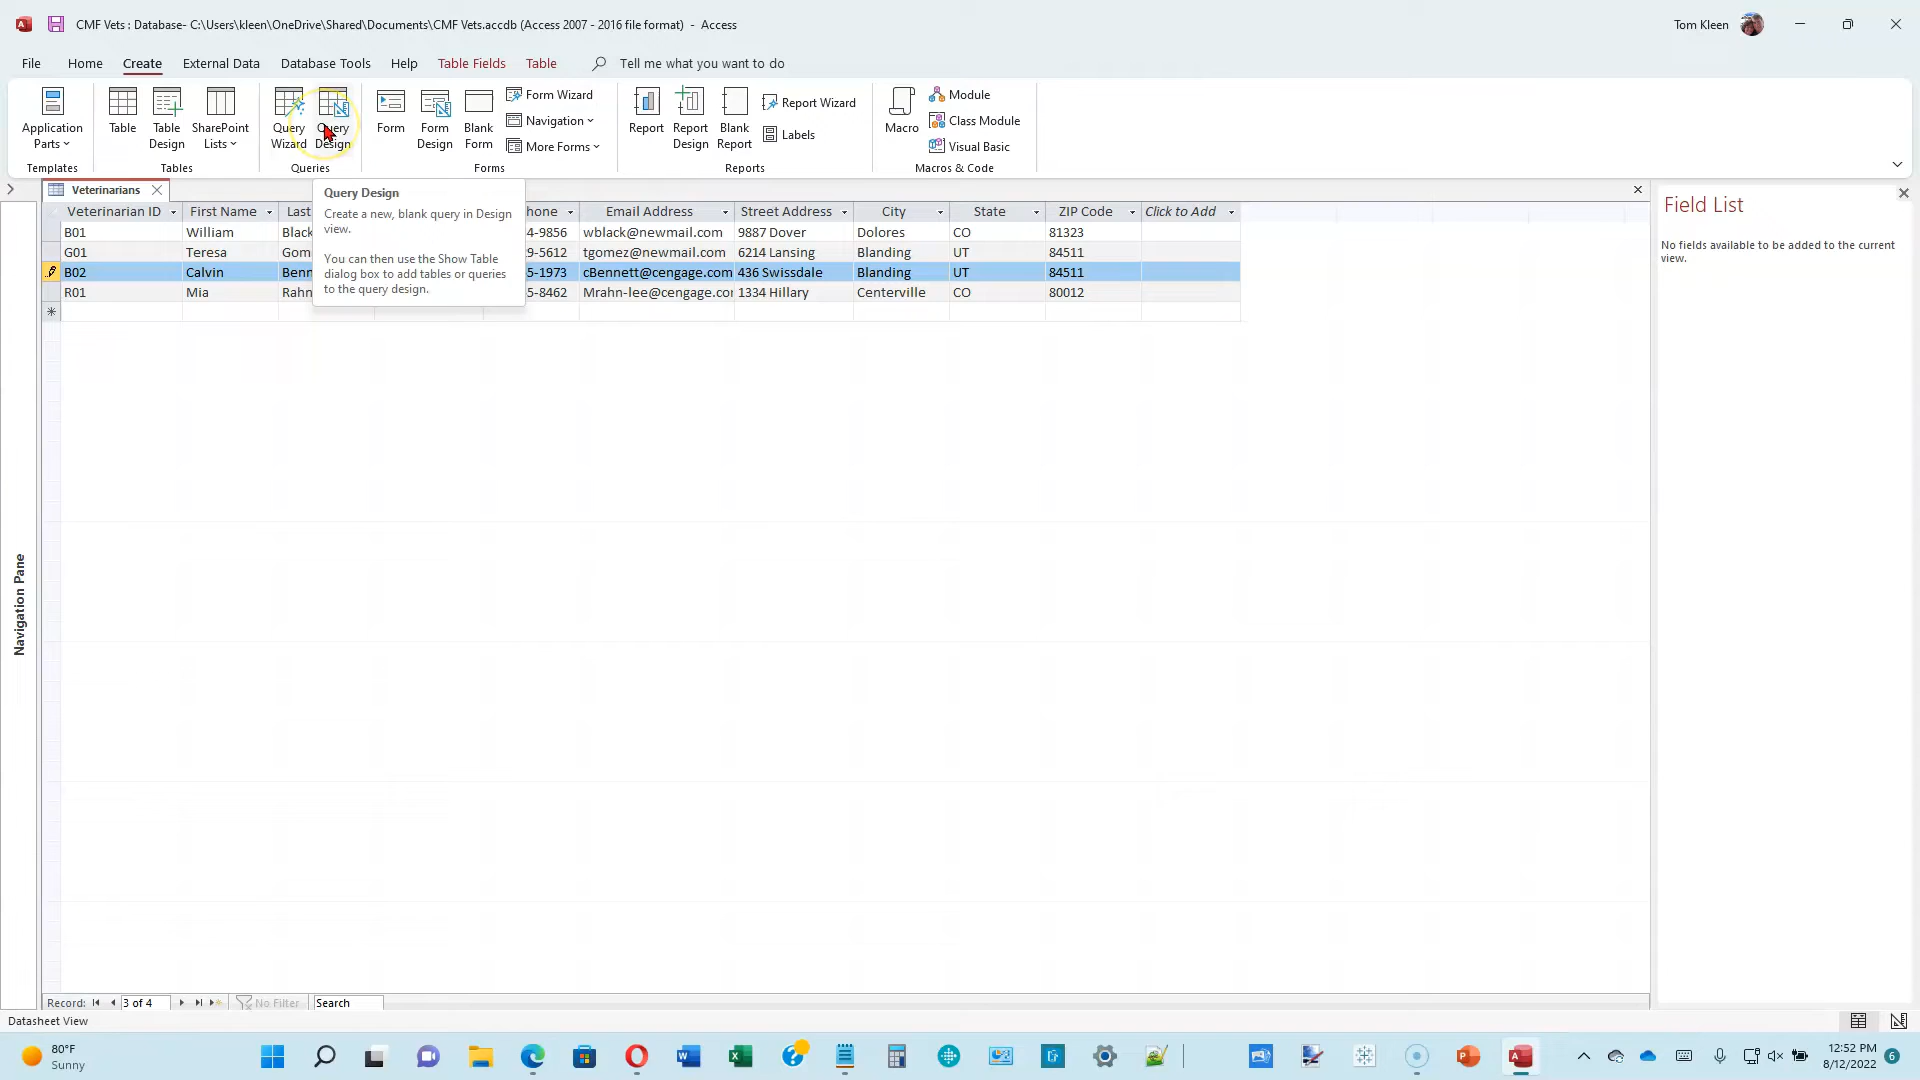 CMF Vets : Database- C:\Users\kleen\OneDrive\Shared\Documents\CMF Vets.accdb (Access 2007 - 2016 file format) - Access
Tom Kleen
File Home Create External Data Database Tools Help Table Fields Table Tell me what you want to do
Application Parts
Templates
Table
Table Design
SharePoint Lists
Tables
Query Wizard
Query Design
Queries
Form
Form Design
Blank Form
Form Wizard
Navigation
More Forms
Forms
Report
Report Design
Blank Report
Report Wizard
Labels
Reports
Macro
Module
Class Module
Visual Basic
Macros & Code
Veterinarians
Query Design
Create a new, blank query in Design
view.
You can then use the Show Table
dialog box to add tables or queries
to the query design.
Veterinarian ID First Name Last hone Email Address Street Address City State ZIP Code Click to Add
B01 William Black 4-9856 wblack@newmail.com 9887 Dover Dolores CO 81323
G01 Teresa Gom 9-5612 tgomez@newmail.com 6214 Lansing Blanding UT 84511
B02 Calvin Benn 5-1973 cBennett@cengage.com 436 Swissdale Blanding UT 84511
R01 Mia Rahn 5-8462 Mrahn-lee@cengage.co 1334 Hillary Centerville CO 80012
Field List
No fields available to be added to the current
view.
Navigation Pane
Record: 3 of 4 No Filter Search
Datasheet View
80°F
Sunny
12:52 PM
8/12/2022
6